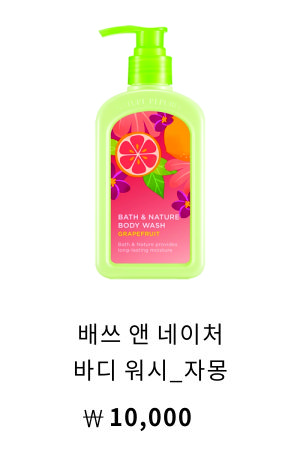 BATH & NATURE
BODY WASH
GRAPEFRUIT
Bath & Nature provides
long-lasting moisture
배쓰 앤 네이처
바디 워시_자몽
₩ 10,000